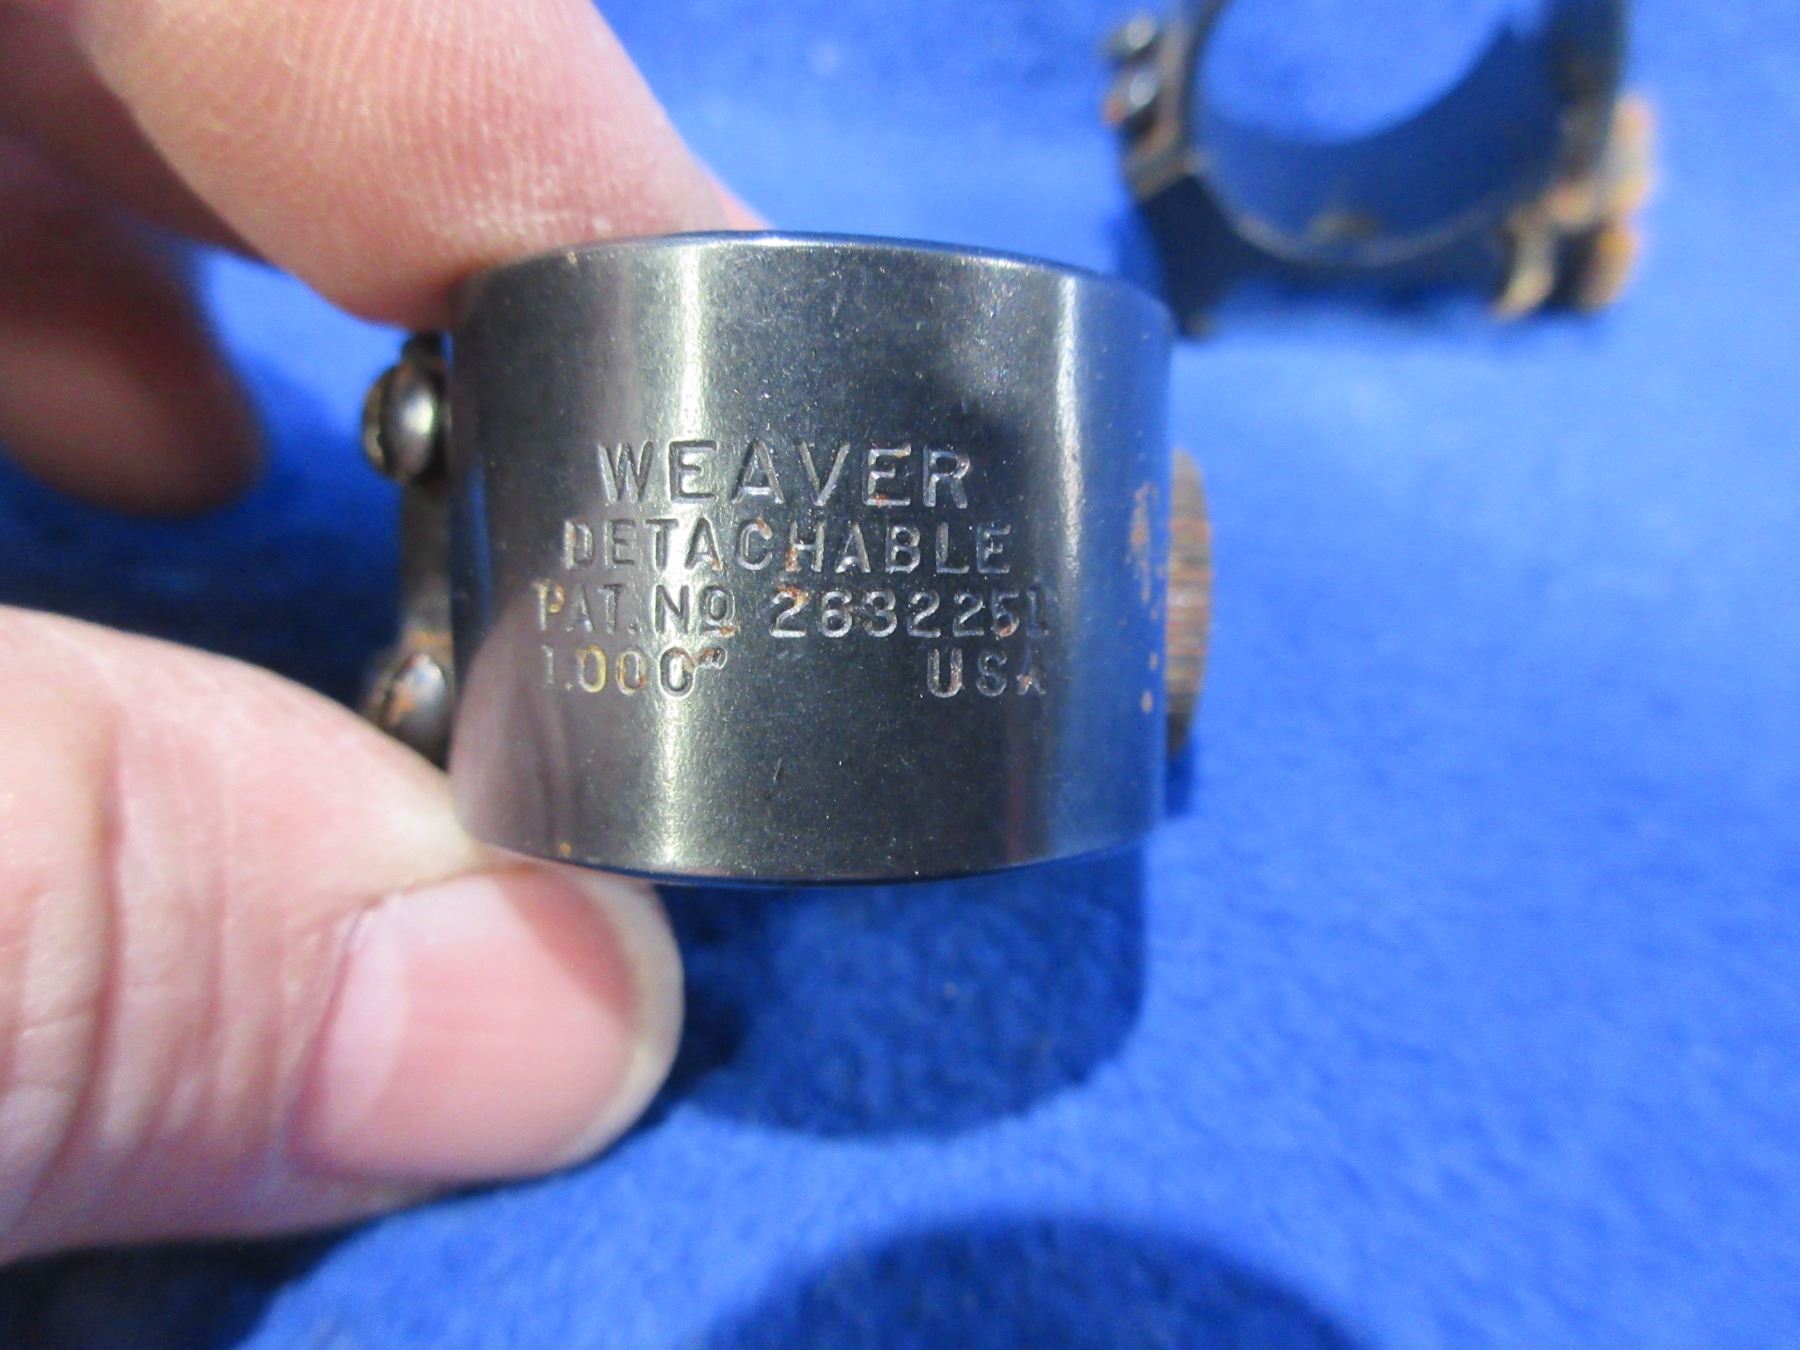 WEAVER
DETACHABLE
PAT. No 2632251
1.000" USA